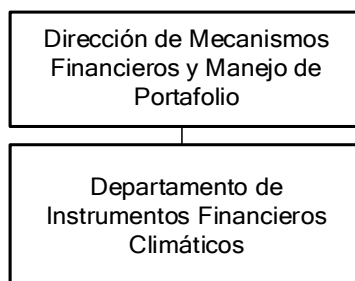 Dirección de Mecanismos
Financieros y Manejo de
Portafolio
Departamento de
Instrumentos Financieros
Climáticos